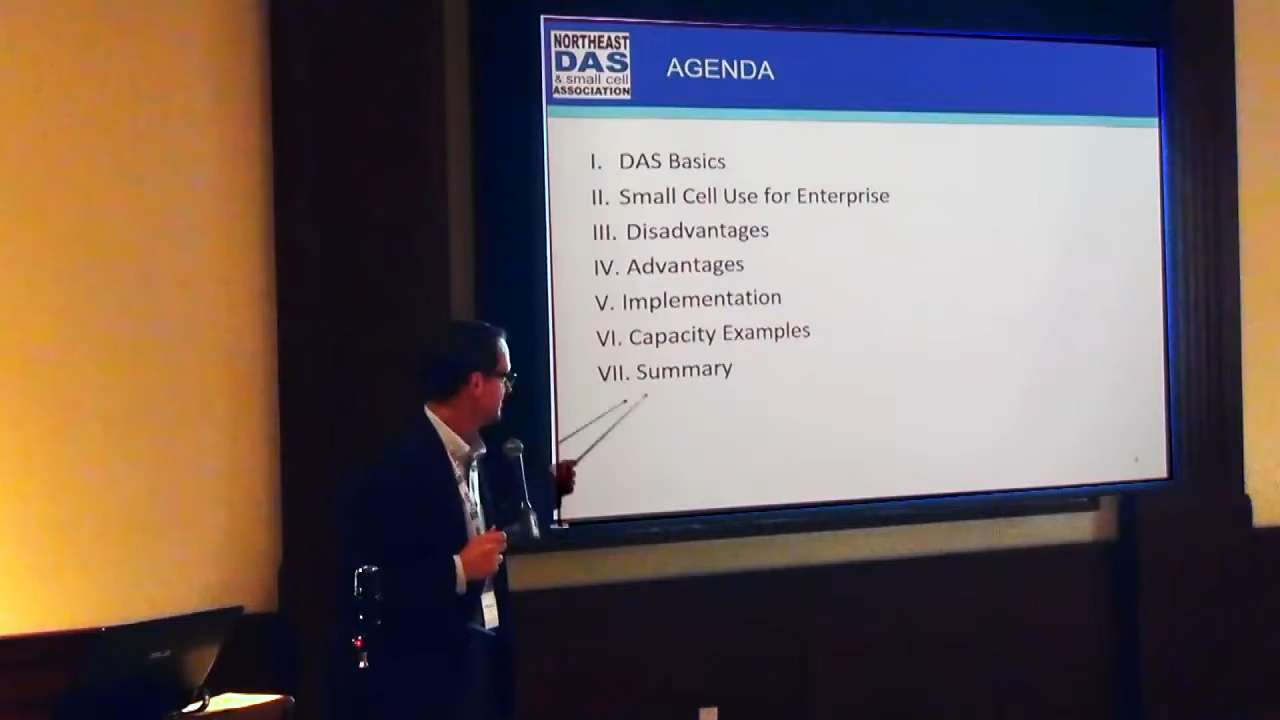 NORTHEAST
DAS
& small cell
ASSOCIATION
AGENDA
I. DAS Basics
II. Small Cell Use for Enterprise
III. Disadvantages
IV. Advantages
V. Implementation
VI. Capacity Examples
VII. Summary